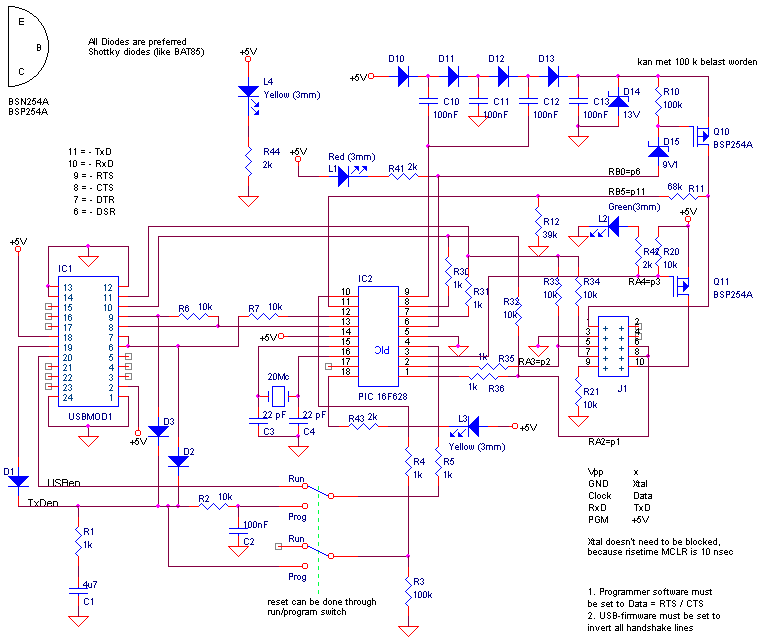 E
B
C
BSN254A
BSP254A
All Diodes are preferred
Shottky diodes (like BAT85)
+5V
L4
Yellow (3mm)
R44
2k
+5V
D10
D11
D12
D13
C10
100nF
C11
100nF
C12
100nF
C13
100nF
D14
13V
kan met 100 k belast worden
R10
100k
D15
9V1
Q10
BSP254A
11 = - TxD
10 = - RxD
9 = - RTS
8 = - CTS
7 = - DTR
6 = - DSR
+5V
Red (3mm)
L1
R41 2k
RB0=p6
RB5=p11
68k R11
R12
39k
Green(3mm)
L2
+5V
R42
2k
R20
10k
RA4=p3
Q11
BSP254A
+5V
IC1
13
14
15
16
17
18
19
20
21
22
23
24
12
11
10
9
8
7
6
5
4
3
2
1
USBMOD1
+5V
R6 10k
R7 10k
+5V
IC2
10
11
12
13
14
15
16
17
18
9
8
7
6
5
4
3
2
1
PIC
PIC 16F628
R30
1k
R31
1k
R32
10k
R33
10k
R34
10k
1k R35
1k R36
RA3=p2
1
3
5
7
9
2
4
6
8
10
J1
R21
10k
RA2=p1
20Mc
22 pF
C3
22 pF
C4
R43 2k
L3
Yellow (3mm)
+5V
D3
D2
D1
USBen
TxDen
R4
1k
R5
1k
R2 10k
100nF
C2
R1
1k
4u7
C1
Run
Prog
Run
Prog
R3
100k
reset can be done through
run/program switch
Vpp x
GND Xtal
Clock Data
RxD TxD
PGM +5V
Xtal doesn't need to be blocked,
because risetime MCLR is 10 nsec
1. Programmer software must
be set to Data = RTS / CTS
2. USB-firmware must be set to
invert all handshake lines